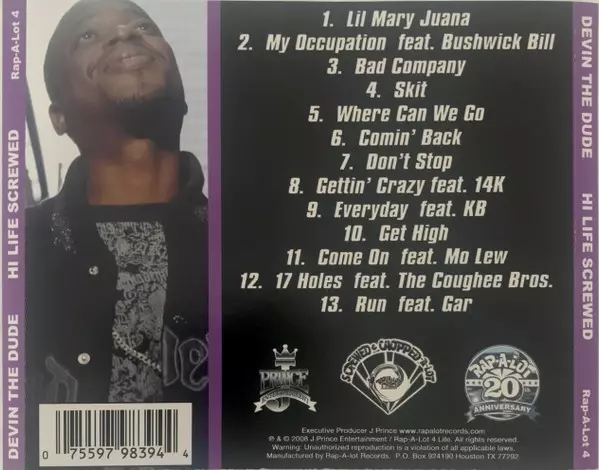 Rap-A-Lot 4
HI LIFE SCREWED
DEVIN THE DUDE
1. Lil Mary Juana
2. My Occupation feat. Bushwick Bill
3. Bad Company
4. Skit
5. Where Can We Go
6. Comin' Back
7. Don't Stop
8. Gettin' Crazy feat. 14K
9. Everyday feat. KB
10. Get High
11. Come On feat. Mo Lew
12. 17 Holes feat. The Coughee Bros.
13. Run feat. Gar
J
PRINCE
ENTERTAINMENT
SCREWED & CHOPPED-A-LOT
RAP-A-LOT
20
ANNIVERSARY
Executive Producer J Prince www.rapalotrecords.com.
℗ & © 2008 J Prince Entertainment / Rap-A-Lot 4 Life. All Rights Reserved.
Warning: Unauthorized reproduction is a violation of all applicable laws.
Manufactured by Rap-A-lot Records. P.O. Box 924190 Houston TX 77292
0 75597 98394 4
DEVIN THE DUDE
HI LIFE SCREWED
Rap-A-Lot 4